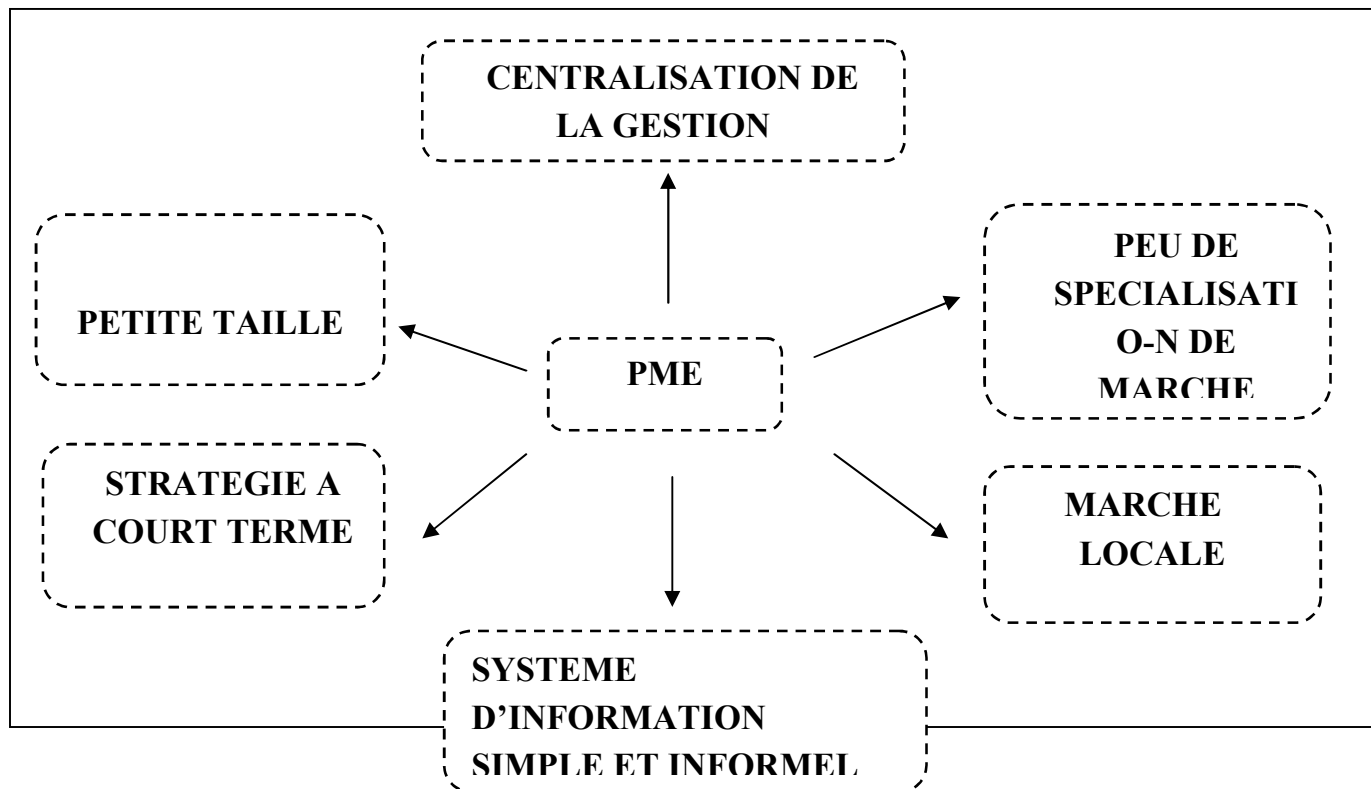 CENTRALISATION DE
LA GESTION
PETITE TAILLE
PEU DE
SPECIALISATI
O-N DE
MARCHE
PME
STRATEGIE A
COURT TERME
MARCHE
LOCALE
SYSTEME
D’INFORMATION
SIMPLE ET INFORMEL